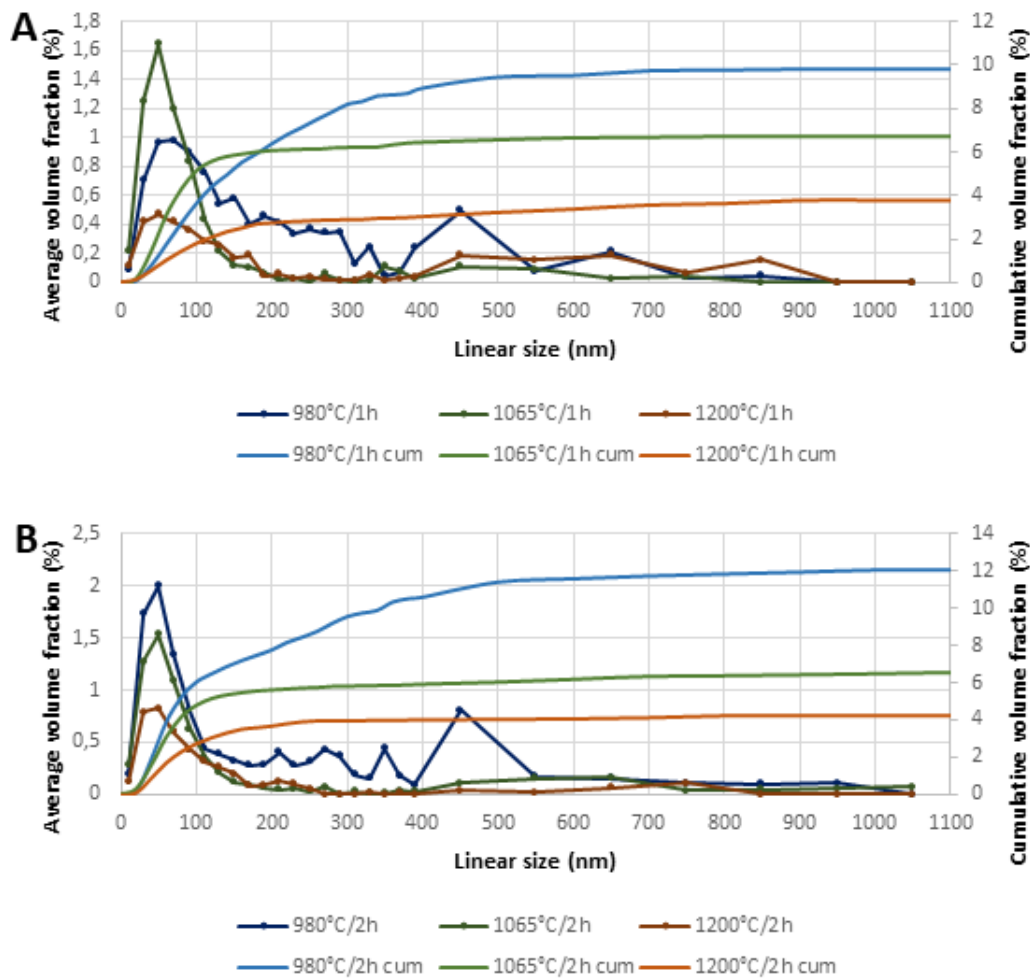 A
Average volume fraction (%)
1,8
1,6
1,4
1,2
1
0,8
0,6
0,4
0,2
0
12
10
8
6
4
2
0
Cumulative volume fraction (%)
0 100 200 300 400 500 600 700 800 900 1000 1100
Linear size (nm)
980°C/1h 1065°C/1h 1200°C/1h
980°C/1h cum 1065°C/1h cum 1200°C/1h cum
B
Average volume fraction (%)
2,5
2
1,5
1
0,5
0
14
12
10
8
6
4
2
0
Cumulative volume fraction (%)
0 100 200 300 400 500 600 700 800 900 1000 1100
Linear size (nm)
980°C/2h 1065°C/2h 1200°C/2h
980°C/2h cum 1065°C/2h cum 1200°C/2h cum